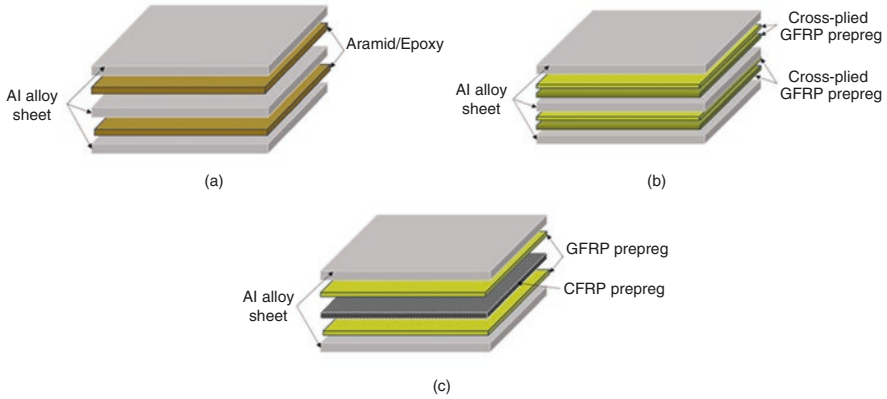 Aramid/Epoxy
Al alloy
sheet
(a)
Cross-plied
GFRP prepreg
Cross-plied
GFRP prepreg
Al alloy
sheet
(b)
GFRP prepreg
CFRP prepreg
Al alloy
sheet
(c)